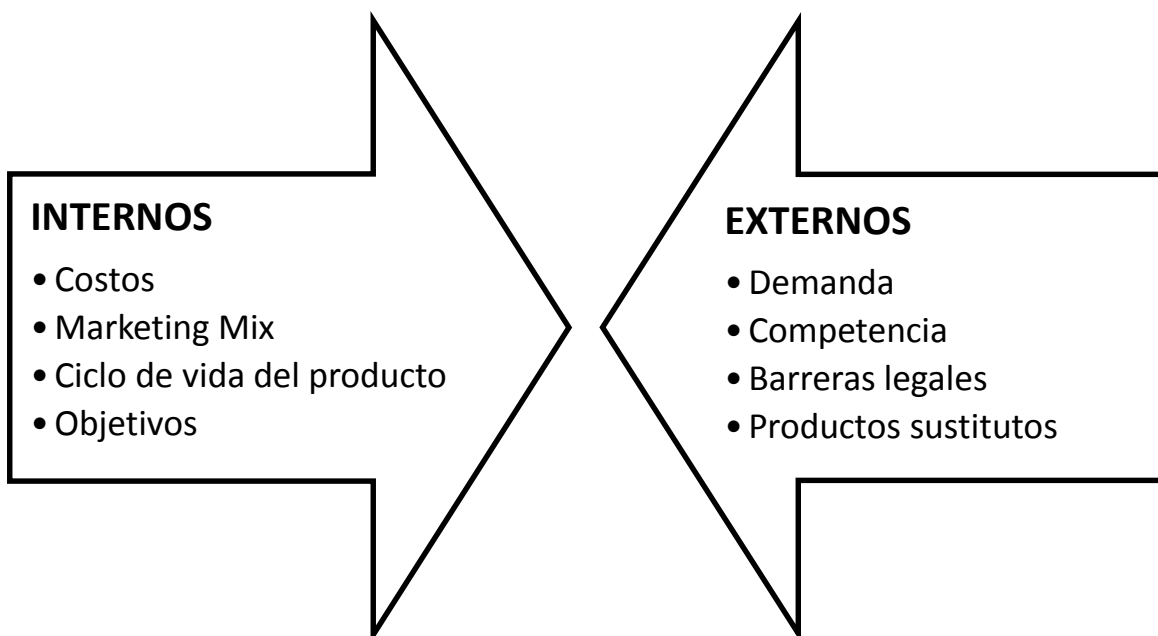 INTERNOS
• Costos
• Marketing Mix
• Ciclo de vida del producto
• Objetivos
EXTERNOS
• Demanda
• Competencia
• Barreras legales
• Productos sustitutos